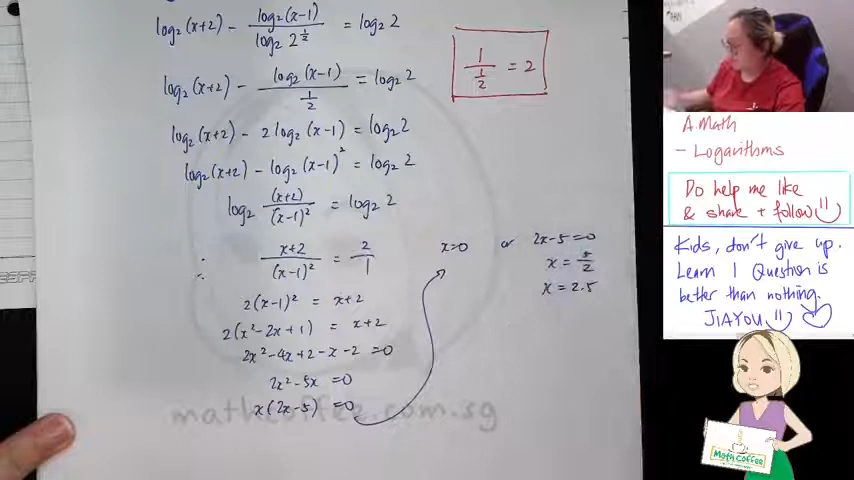 log₂(x+2) - log₂(x-1)/log₂ 2^(1/2) = log₂ 2
log₂(x+2) - log₂(x-1)/(1/2) = log₂ 2
log₂(x+2) - 2log₂(x-1) = log₂ 2
log₂(x+2) - log₂(x-1)² = log₂ 2
log₂ (x+2)/(x-1)² = log₂ 2
∴ (x+2)/(x-1)² = 2/1
2(x-1)² = x+2
2(x²-2x+1) = x+2
2x²-4x+2-x-2 = 0
2x²-5x = 0
x(2x-5) = 0
1/(1/2) = 2
x=0 or 2x-5=0
x = 5/2
x = 2.5
mathcoffee.com.sg
A.Math
- Logarithms
Do help me like
& share + follow
Kids, don't give up.
Learn 1 Question is
better than nothing.
JIAYOU
Math Coffee